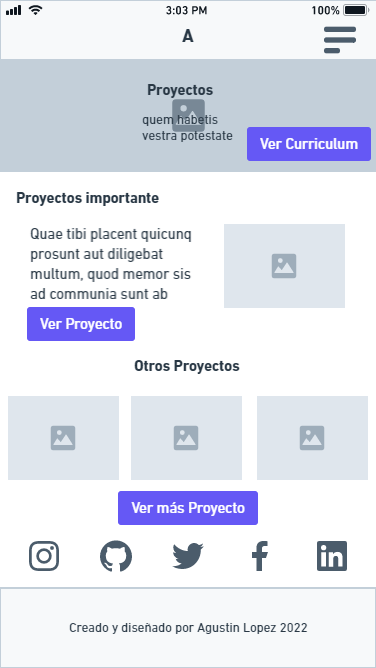 3:03 PM 100%
A
Proyectos
quem habetis
vestra potestate
Ver Curriculum
Proyectos importante
Quae tibi placent quicunq
prosunt aut diligebat
multum, quod memor sis
ad communia sunt ab
Ver Proyecto
Otros Proyectos
Ver más Proyecto
Creado y diseñado por Agustin Lopez 2022